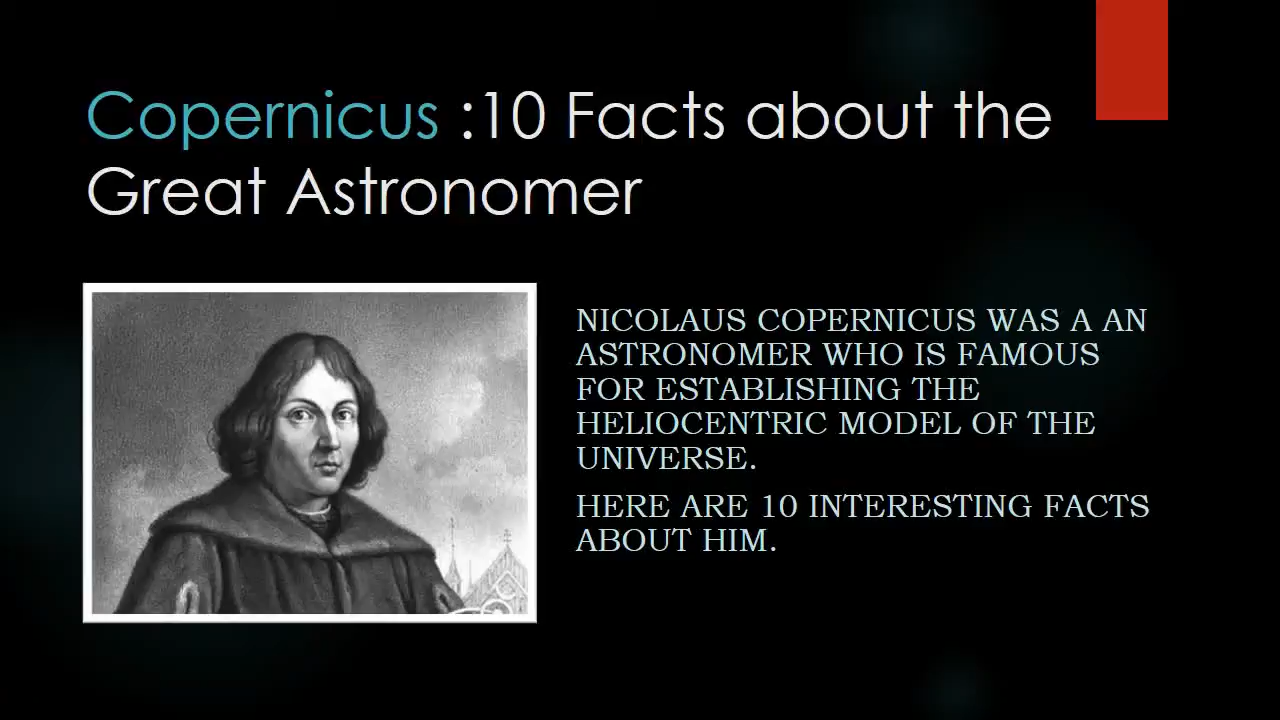 Copernicus :10 Facts about the
Great Astronomer
NICOLAUS COPERNICUS WAS A AN
ASTRONOMER WHO IS FAMOUS
FOR ESTABLISHING THE
HELIOCENTRIC MODEL OF THE
UNIVERSE.
HERE ARE 10 INTERESTING FACTS
ABOUT HIM.